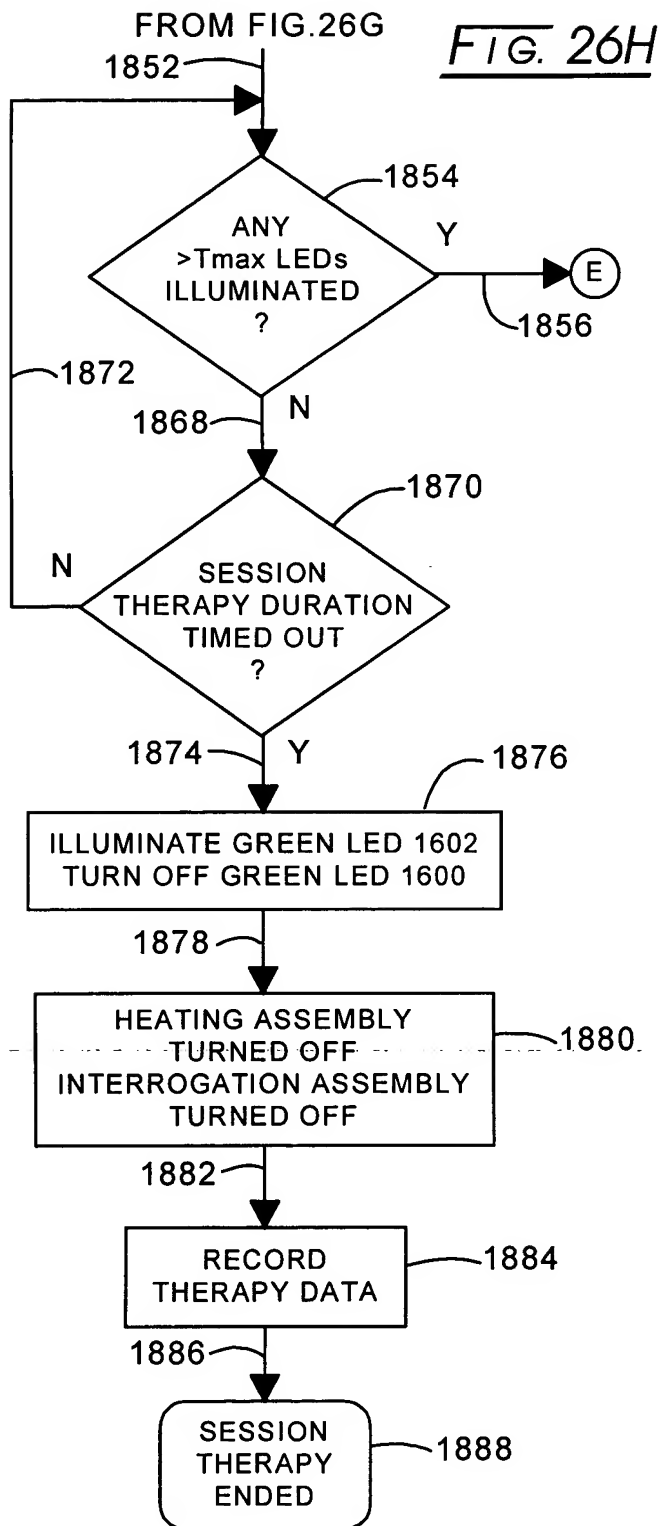 FROM FIG.26G
FIG. 26H
1852
1854
ANY
>Tmax LEDs
ILLUMINATED
?
Y
E
1856
1872
1868
N
1870
N
SESSION
THERAPY DURATION
TIMED OUT
?
1874
Y
1876
ILLUMINATE GREEN LED 1602
TURN OFF GREEN LED 1600
1878
HEATING ASSEMBLY
TURNED OFF
INTERROGATION ASSEMBLY
TURNED OFF
1880
1882
RECORD
THERAPY DATA
1884
1886
SESSION
THERAPY
ENDED
1888